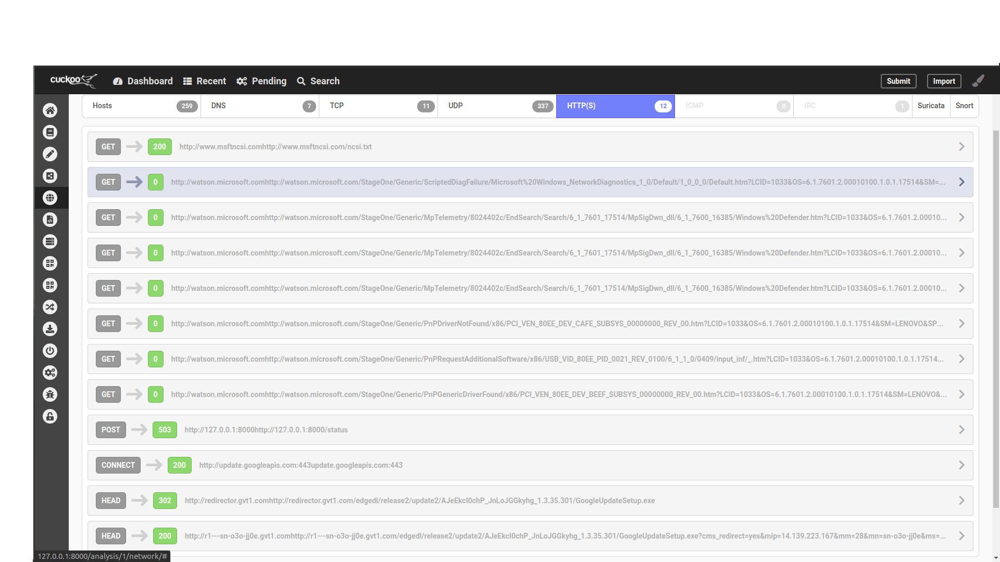 cuckoo Dashboard Recent Pending Search Submit Import
Hosts 259 DNS 7 TCP 11 UDP 337 HTTP(S) 12 ICMP 0 IRC 1 Suricata Snort
GET 200 http://www.msftncsi.comhttp://www.msftncsi.com/ncsi.txt
GET 0 http://watson.microsoft.comhttp://watson.microsoft.com/StageOne/Generic/ScriptedDiagFailure/Microsoft%20Windows_NetworkDiagnostics_1_0/Default/1_0_0_0/Default.htm?LCID=1033&OS=6.1.7601.2.00010100.1.0.1.17514&SM=...
GET 0 http://watson.microsoft.comhttp://watson.microsoft.com/StageOne/Generic/MpTelemetry/8024402c/EndSearch/Search/6_1_7601_17514/MpSigDwn_dll/6_1_7600_16385/Windows%20Defender.htm?LCID=1033&OS=6.1.7601.2.00010...
GET 0 http://watson.microsoft.comhttp://watson.microsoft.com/StageOne/Generic/MpTelemetry/8024402c/EndSearch/Search/6_1_7601_17514/MpSigDwn_dll/6_1_7600_16385/Windows%20Defender.htm?LCID=1033&OS=6.1.7601.2.00010...
GET 0 http://watson.microsoft.comhttp://watson.microsoft.com/StageOne/Generic/MpTelemetry/8024402c/EndSearch/Search/6_1_7601_17514/MpSigDwn_dll/6_1_7600_16385/Windows%20Defender.htm?LCID=1033&OS=6.1.7601.2.00010...
GET 0 http://watson.microsoft.comhttp://watson.microsoft.com/StageOne/Generic/PnPDriverNotFound/x86/PCI_VEN_80EE_DEV_CAFE_SUBSYS_00000000_REV_00.htm?LCID=1033&OS=6.1.7601.2.00010100.1.0.1.17514&SM=LENOVO&SP...
GET 0 http://watson.microsoft.comhttp://watson.microsoft.com/StageOne/Generic/PnPRequestAdditionalSoftware/x86/USB_VID_80EE_PID_0021_REV_0100/6_1_1_0/0409/input_inf/_.htm?LCID=1033&OS=6.1.7601.2.00010100.1.0.1.17514...
GET 0 http://watson.microsoft.comhttp://watson.microsoft.com/StageOne/Generic/PnPGenericDriverFound/x86/PCI_VEN_80EE_DEV_BEEF_SUBSYS_00000000_REV_00.htm?LCID=1033&OS=6.1.7601.2.00010100.1.0.1.17514&SM=LENOVO&...
POST 503 http://127.0.0.1:8000http://127.0.0.1:8000/status
CONNECT 200 http://update.googleapis.com:443update.googleapis.com:443
HEAD 302 http://redirector.gvt1.comhttp://redirector.gvt1.com/edgedl/release2/update2/AJeEkcI0chP_JnLoJGGkyhg_1.3.35.301/GoogleUpdateSetup.exe
HEAD 200 http://r1---sn-o3o-jj0e.gvt1.comhttp://r1---sn-o3o-jj0e.gvt1.com/edgedl/release2/update2/AJeEkcI0chP_JnLoJGGkyhg_1.3.35.301/GoogleUpdateSetup.exe?cms_redirect=yes&mip=14.139.223.167&mm=28&mn=sn-o3o-jj0e&ms=...
127.0.0.1:8000/analysis/1/network/#